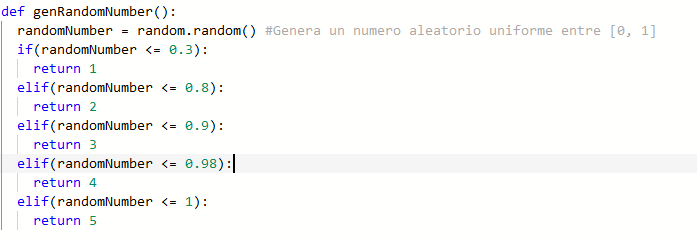 def genRandomNumber():
  randomNumber = random.random() #Genera un numero aleatorio uniforme entre [0, 1]
  if(randomNumber <= 0.3):
    return 1
  elif(randomNumber <= 0.8):
    return 2
  elif(randomNumber <= 0.9):
    return 3
  elif(randomNumber <= 0.98):
    return 4
  elif(randomNumber <= 1):
    return 5